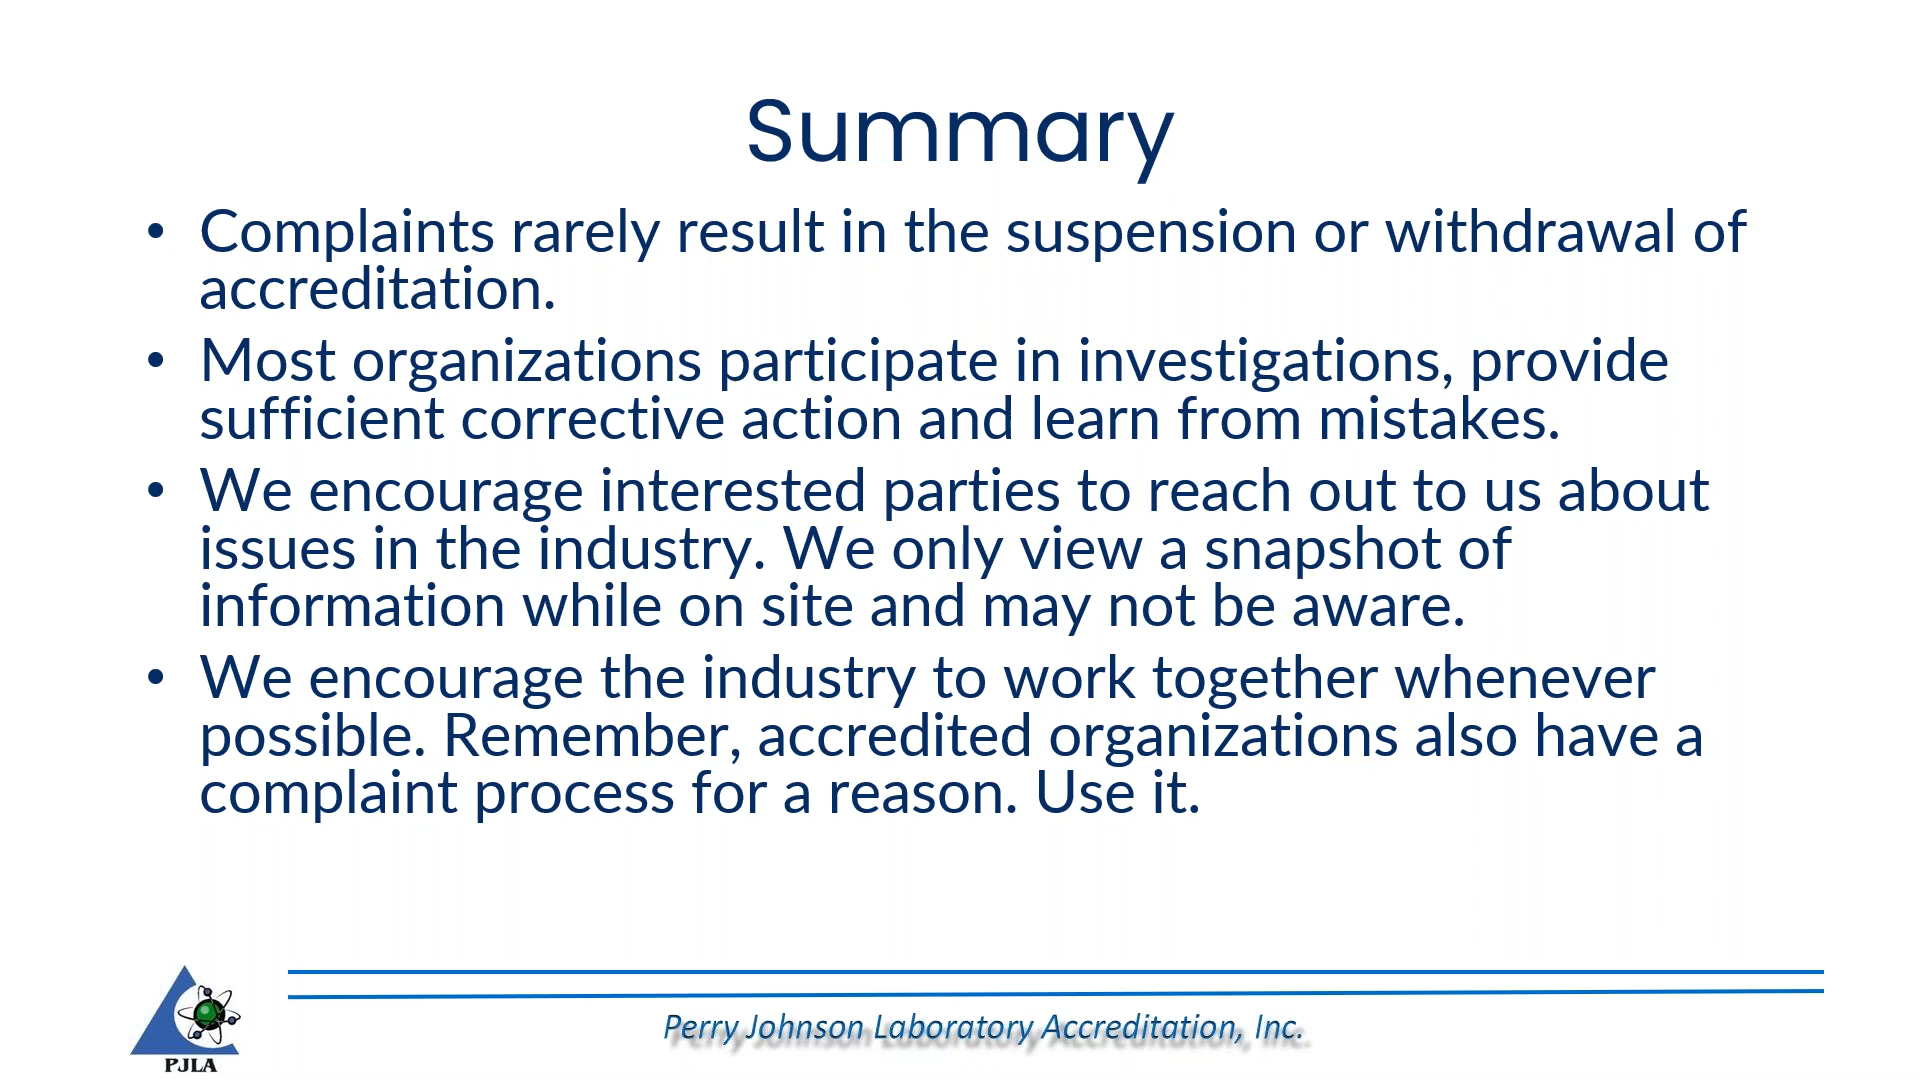 Summary
• Complaints rarely result in the suspension or withdrawal of
accreditation.
• Most organizations participate in investigations, provide
sufficient corrective action and learn from mistakes.
• We encourage interested parties to reach out to us about
issues in the industry. We only view a snapshot of
information while on site and may not be aware.
• We encourage the industry to work together whenever
possible. Remember, accredited organizations also have a
complaint process for a reason. Use it.
Perry Johnson Laboratory Accreditation, Inc.
PJLA